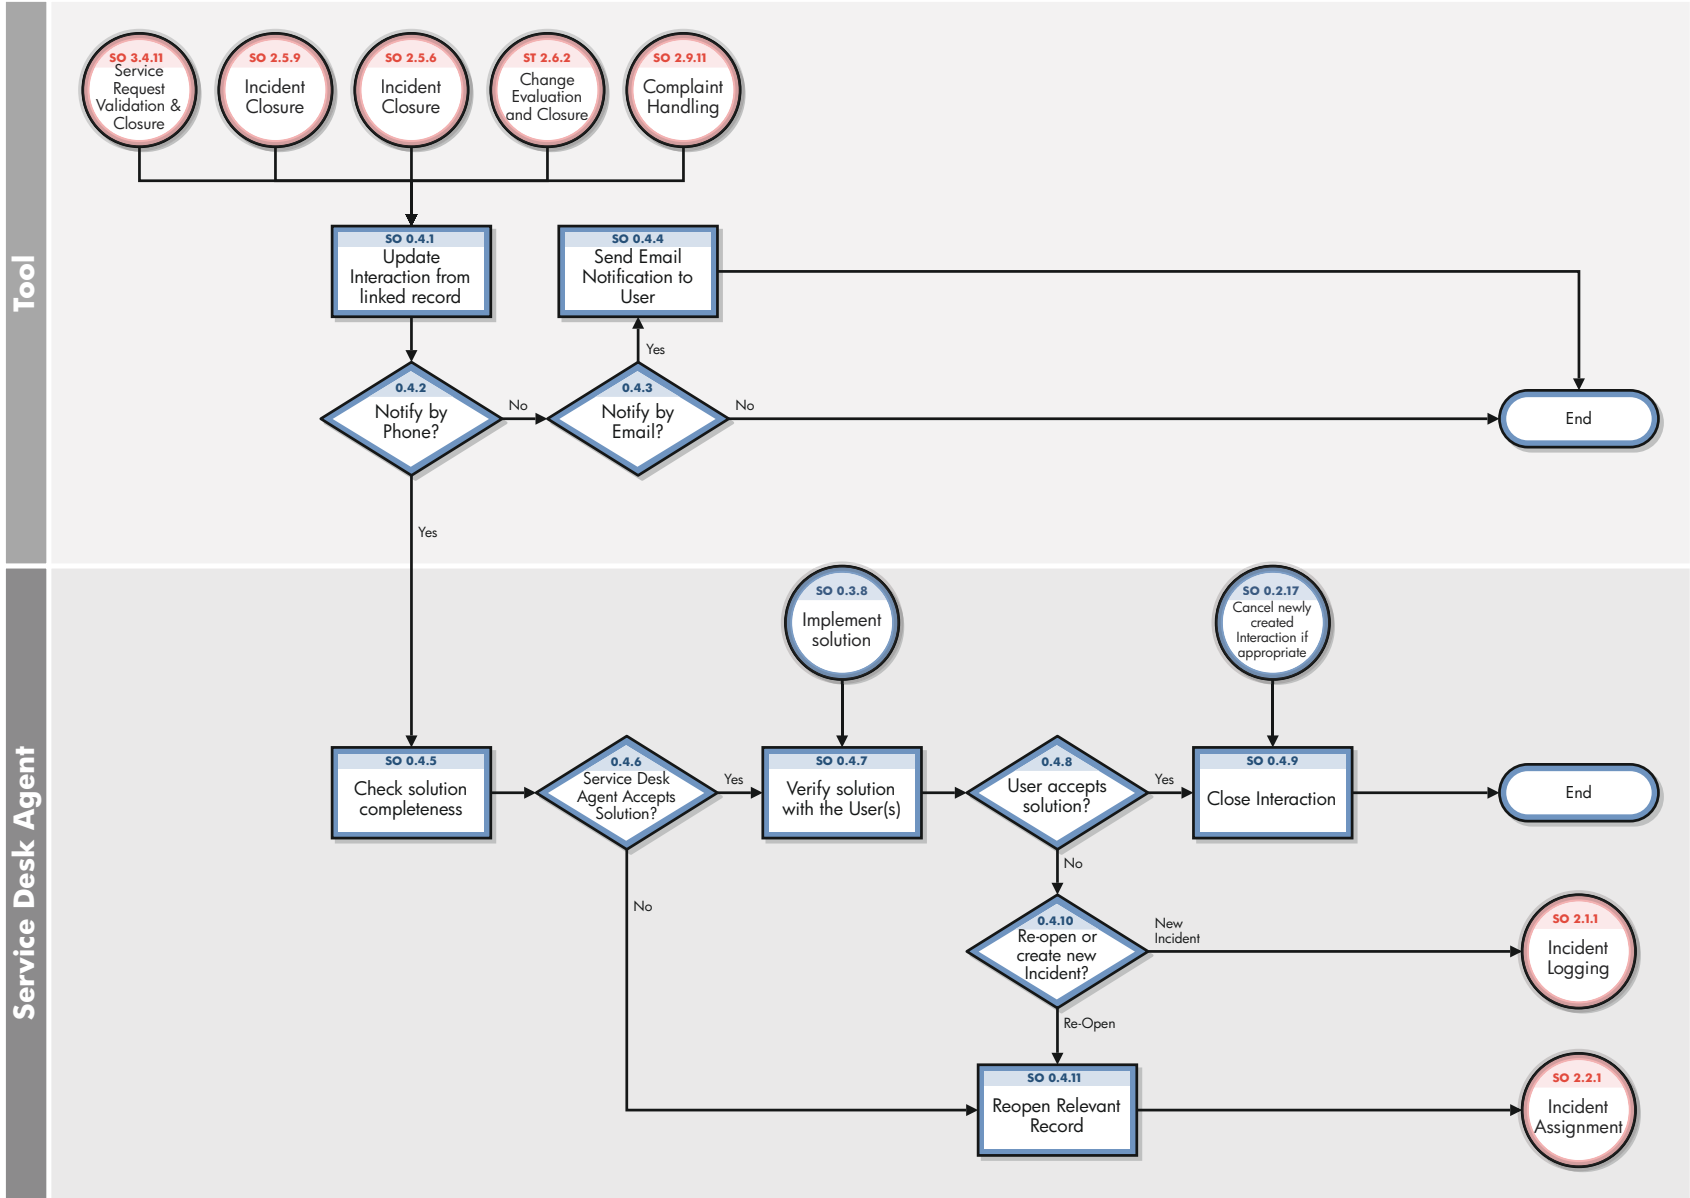 Tool
SO 3.4.11
Service
Request
Validation &
Closure
SO 2.5.9
Incident
Closure
SO 2.5.6
Incident
Closure
ST 2.6.2
Change
Evaluation
and Closure
SO 2.9.11
Complaint
Handling
SO 0.4.1
Update
Interaction from
linked record
SO 0.4.4
Send Email
Notification to
User
Yes
0.4.2
Notify by
Phone?
No
0.4.3
Notify by
Email?
No
End
Yes
Service Desk Agent
SO 0.3.8
Implement
solution
SO 0.2.17
Cancel newly
created
Interaction if
appropriate
SO 0.4.5
Check solution
completeness
0.4.6
Service Desk
Agent Accepts
Solution?
Yes
SO 0.4.7
Verify solution
with the User(s)
0.4.8
User accepts
solution?
Yes
SO 0.4.9
Close Interaction
End
No
No
0.4.10
Re-open or
create new
Incident?
New
Incident
SO 2.1.1
Incident
Logging
Re-Open
SO 0.4.11
Reopen Relevant
Record
SO 2.2.1
Incident
Assignment